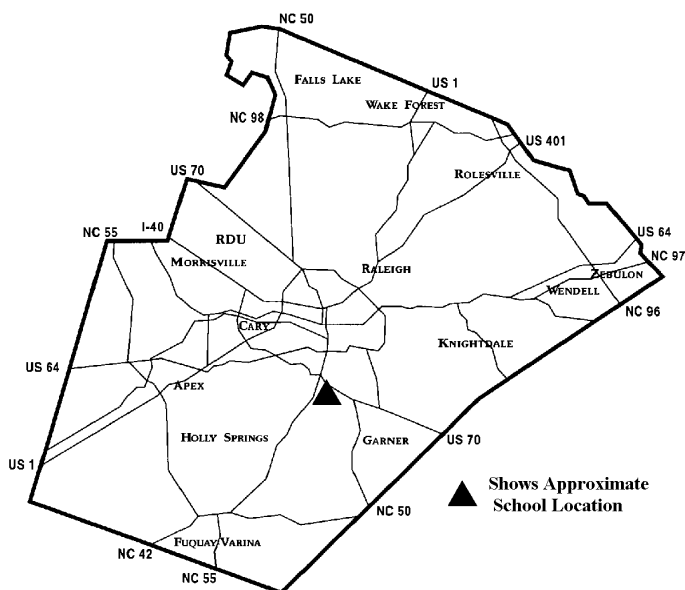 NC 50
FALLS LAKE
US 1
WAKE FOREST
NC 98
US 401
US 70
ROLESVILLE
I-40
NC 55
RDU
US 64
MORRISVILLE
RALEIGH
NC 97
ZEBULON
WENDELL
NC 96
CARY
KNIGHTDALE
US 64
APEX
HOLLY SPRINGS
GARNER
US 70
US 1
Shows Approximate
School Location
NC 50
FUQUAY-VARINA
NC 42
NC 55